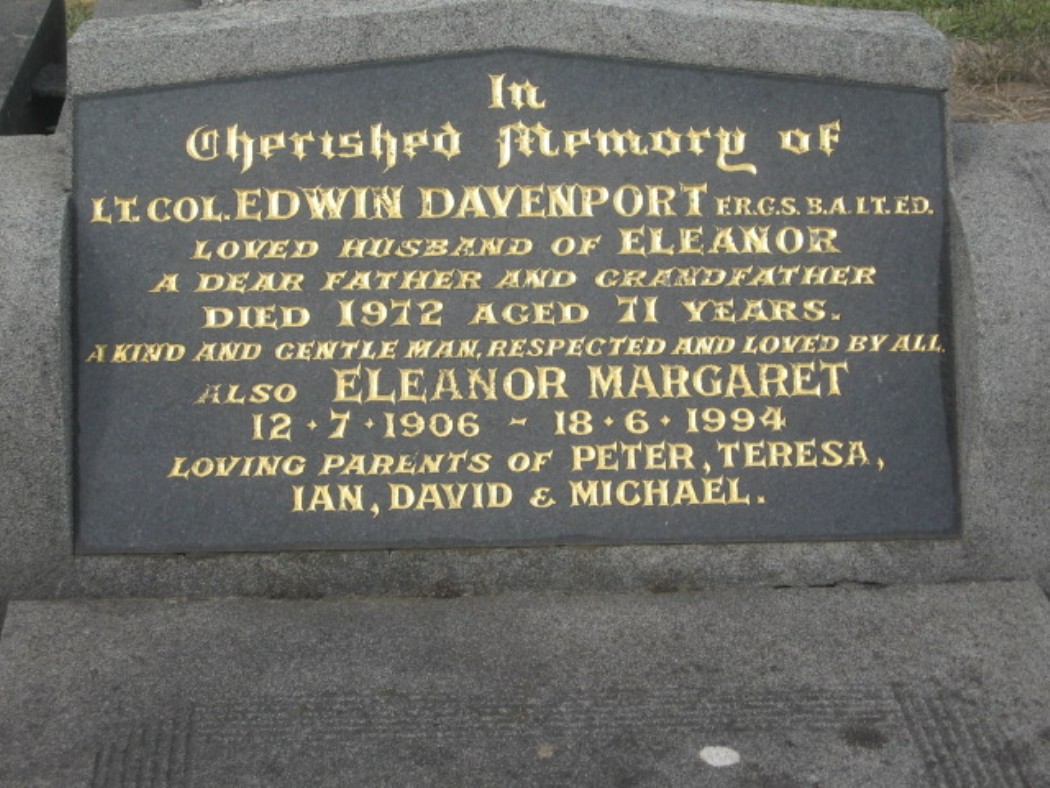 In
Cherished Memory of
LT. COL. EDWIN DAVENPORT F.R.G.S. B.A. I.T. ED.
LOVED HUSBAND OF ELEANOR
A DEAR FATHER AND GRANDFATHER
DIED 1972 AGED 71 YEARS.
A KIND AND GENTLE MAN, RESPECTED AND LOVED BY ALL.
ALSO ELEANOR MARGARET
12 · 7 · 1906 - 18 · 6 · 1994
LOVING PARENTS OF PETER, TERESA,
IAN, DAVID & MICHAEL.